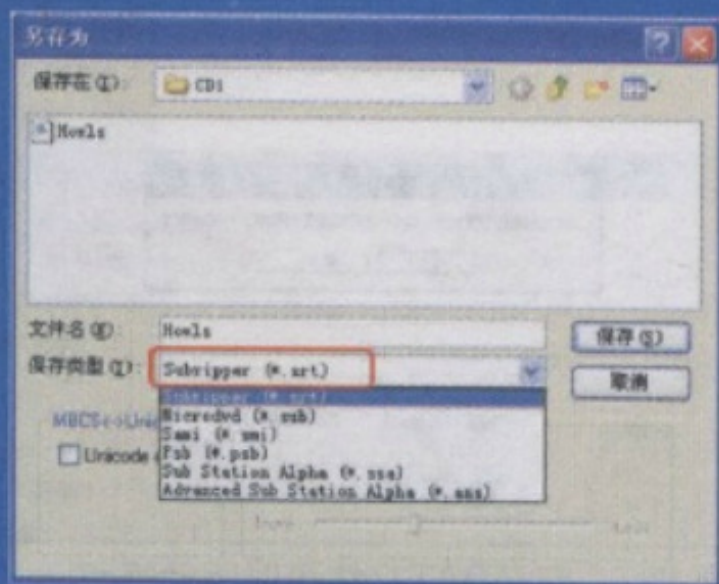 另存为
保存在(I): CD1
Howls
文件名(N): Howls
保存(S)
保存类型(T): Subripper (*.srt)
取消
Subripper (*.srt)
Microdvd (*.sub)
Sami (*.smi)
Psb (*.psb)
Sub Station Alpha (*.ssa)
Advanced Sub Station Alpha (*.ass)
Unicode